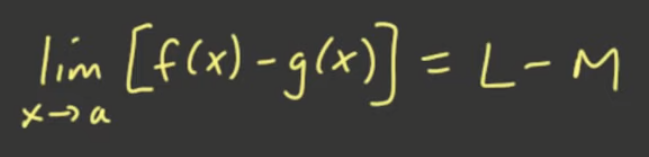 lim [f(x) - g(x)] = L - M
x→a